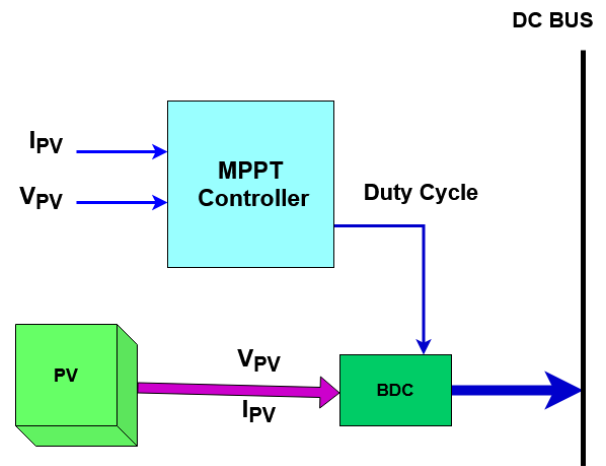 DC BUS
IPV
VPV
MPPT
Controller
Duty Cycle
PV
VPV
IPV
BDC